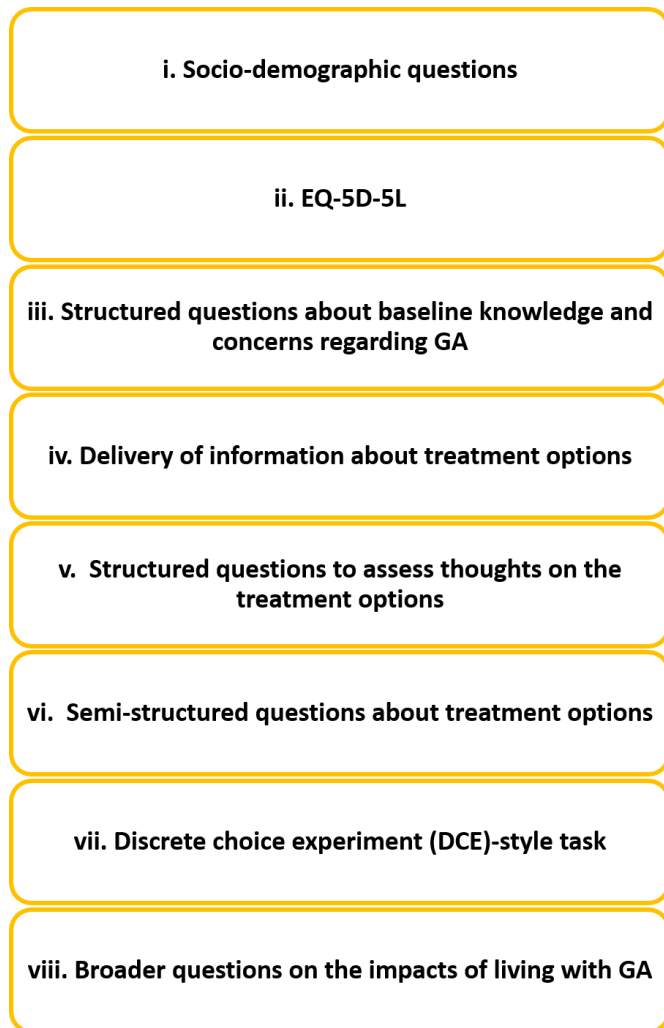 i. Socio-demographic questions
ii. EQ-5D-5L
iii. Structured questions about baseline knowledge and
concerns regarding GA
iv. Delivery of information about treatment options
v.  Structured questions to assess thoughts on the
treatment options
vi.  Semi-structured questions about treatment options
vii. Discrete choice experiment (DCE)-style task
viii. Broader questions on the impacts of living with GA